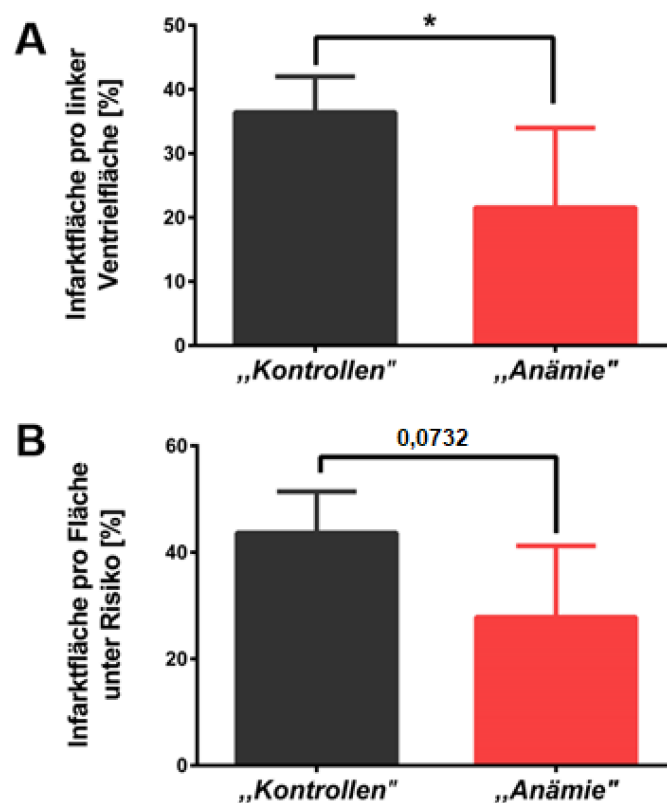 A
Infarktfläche pro linker
Ventrielfläche [%]
50
40
30
20
10
0
*
,,Kontrollen"
,,Anämie"
B
Infarktfläche pro Fläche
unter Risiko [%]
60
40
20
0
0,0732
,,Kontrollen"
,,Anämie"